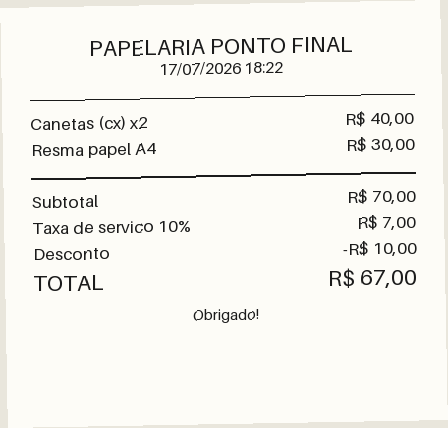 PAPELARIA PONTO FINAL
17/07/2026 18:22
Canetas (cx) x2 R$ 40,00
Resma papel A4 R$ 30,00
Subtotal R$ 70,00
Taxa de servico 10% R$ 7,00
Desconto -R$ 10,00
TOTAL R$ 67,00
Obrigado!